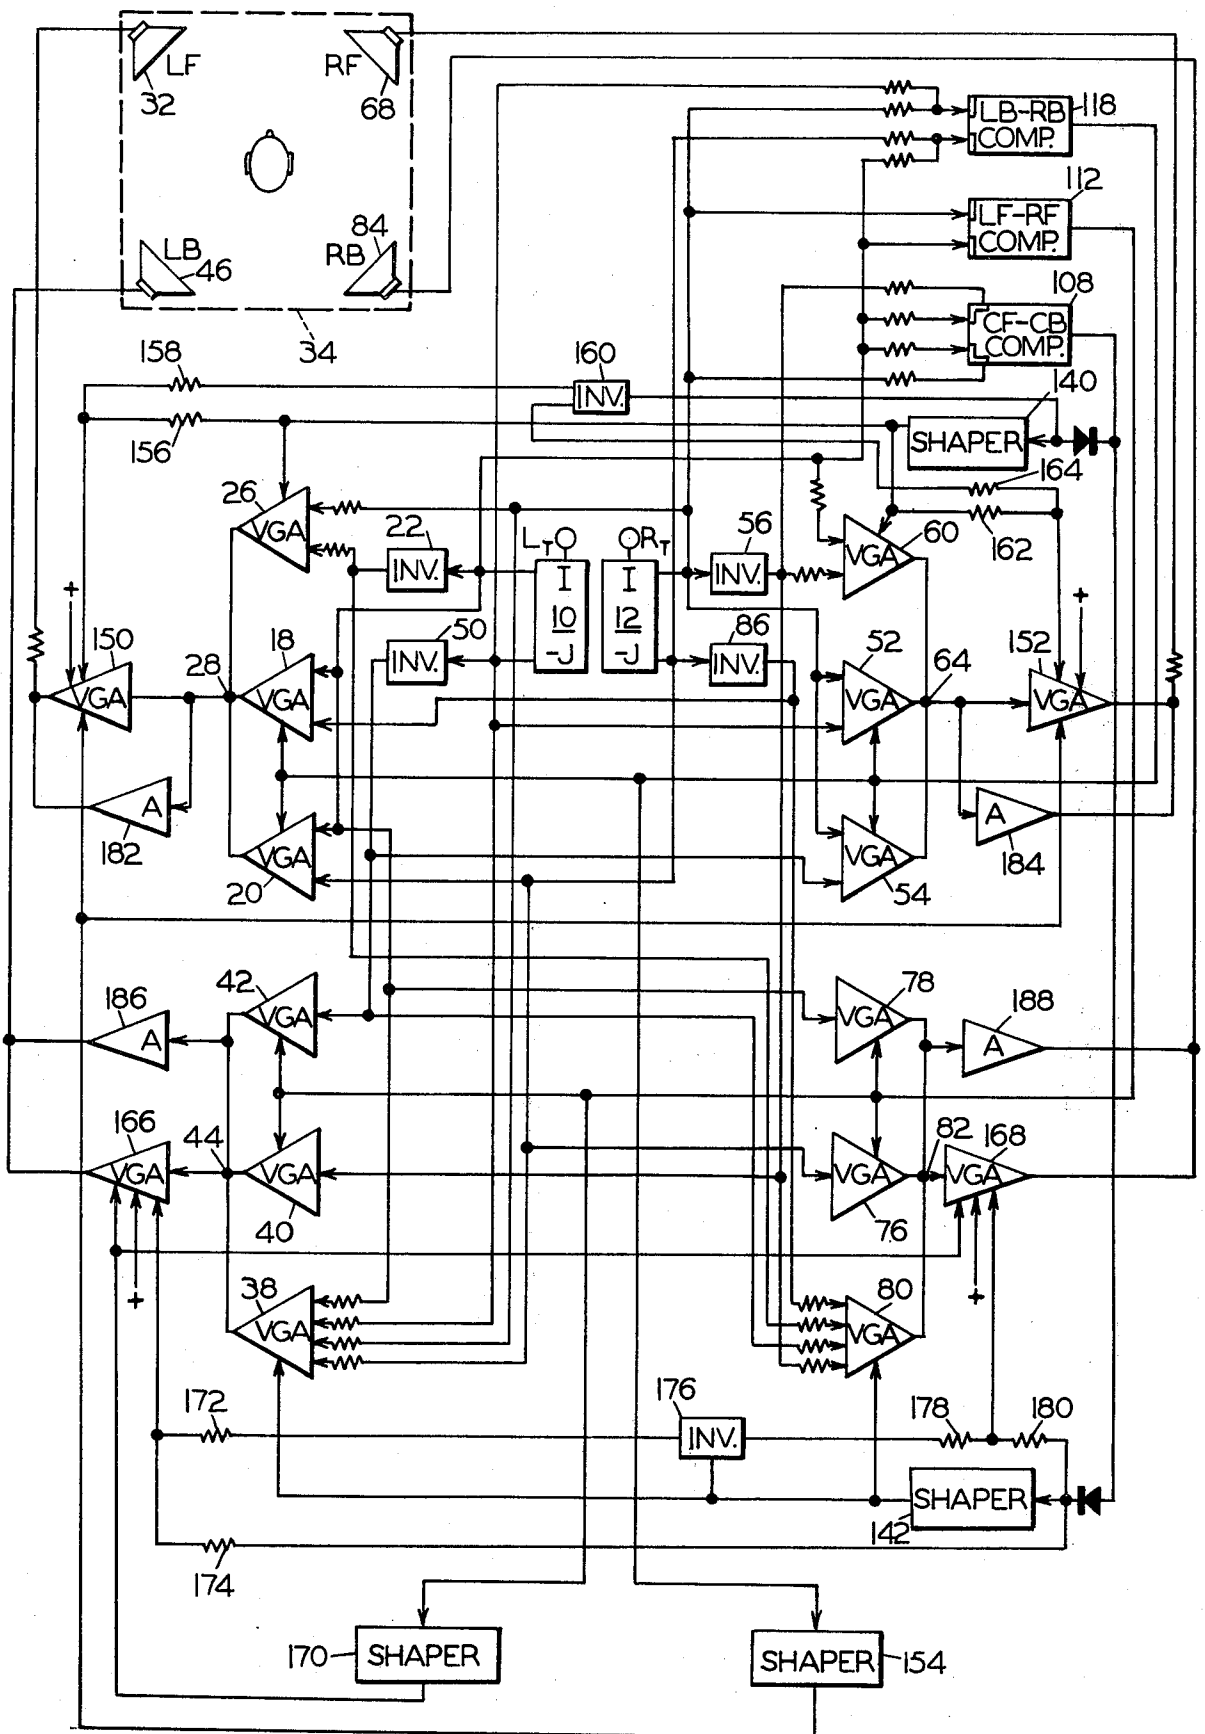 LF
RF
32
68
LB-RB
COMP.
118
112
LF-RF
COMP.
84
LB
RB
46
108
CF-CB
COMP.
34
158
160
INV.
140
156
SHAPER
164
26
VGA
22
INV.
LT
RT
I
10
-J
I
12
-J
56
INV.
60
VGA
162
+
+
150
VGA
28
18
VGA
50
INV.
86
INV.
52
VGA
64
152
VGA
A
182
VGA
20
VGA
54
A
184
186
A
42
VGA
78
VGA
188
A
166
VGA
44
VGA
40
VGA
76
82
168
VGA
+
+
38
VGA
80
VGA
172
176
INV.
178
180
SHAPER
142
174
170
SHAPER
SHAPER
154